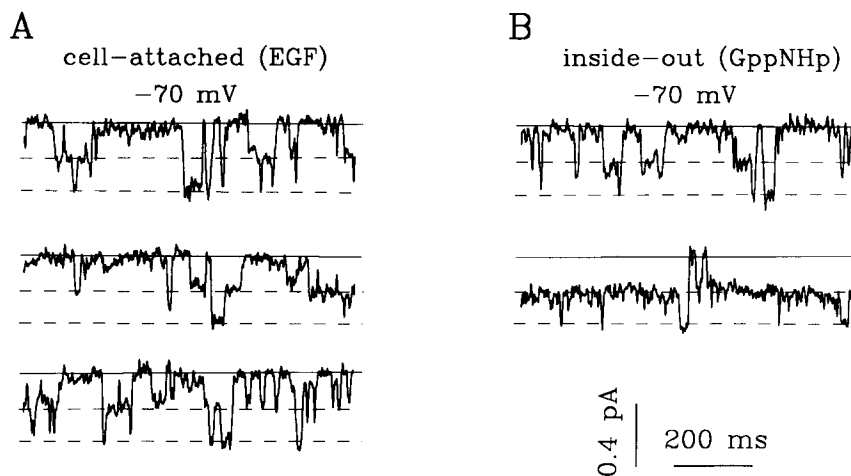 A
cell-attached (EGF)
-70 mV
B
inside-out (GppNHp)
-70 mV
0.4 pA
200 ms